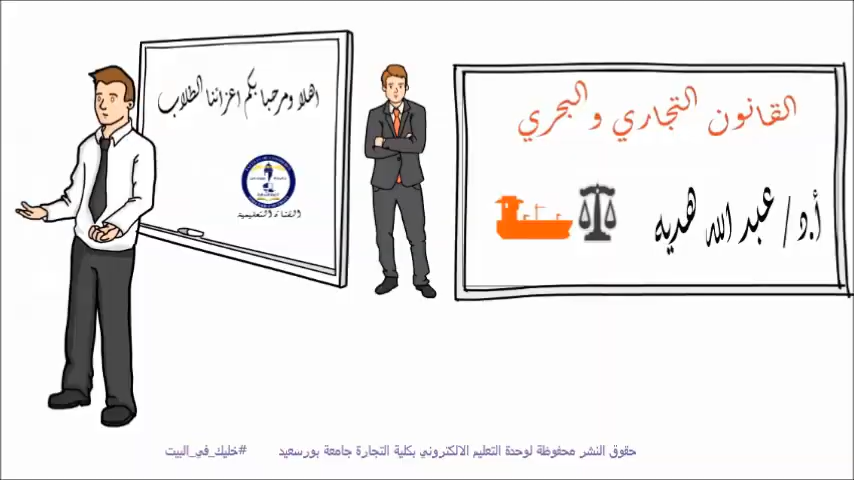 اهلا ومرحبا بكم اعزائنا الطلاب
القناة التعليمية
القانون التجاري والبحري
أ.د/ عبد الله هديه
حقوق النشر محفوظة لوحدة التعليم الالكتروني بكلية التجارة جامعة بورسعيد #خليك_في_البيت